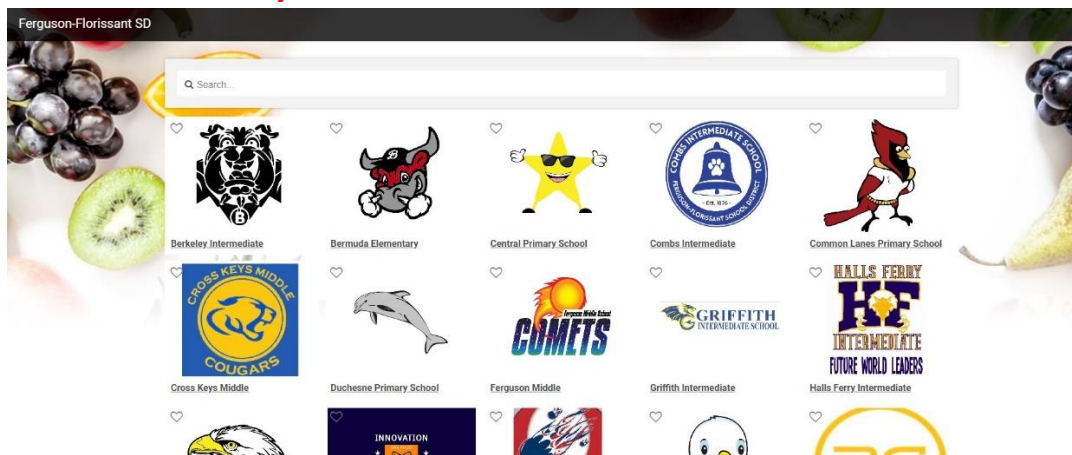 Ferguson-Florissant SD
Search...
B
B
COMBS INTERMEDIATE SCHOOL
- Est. 1876 -
FERGUSON-FLORISSANT SCHOOL DISTRICT
Berkeley Intermediate
Bermuda Elementary
Central Primary School
Combs Intermediate
Common Lanes Primary School
CROSS KEYS MIDDLE
COUGARS
Ferguson Middle School
COMETS
GRIFFITH
INTERMEDIATE SCHOOL
HALLS FERRY
HF
INTERMEDIATE
FUTURE WORLD LEADERS
Cross Keys Middle
Duchesne Primary School
Ferguson Middle
Griffith Intermediate
Halls Ferry Intermediate
INNOVATION